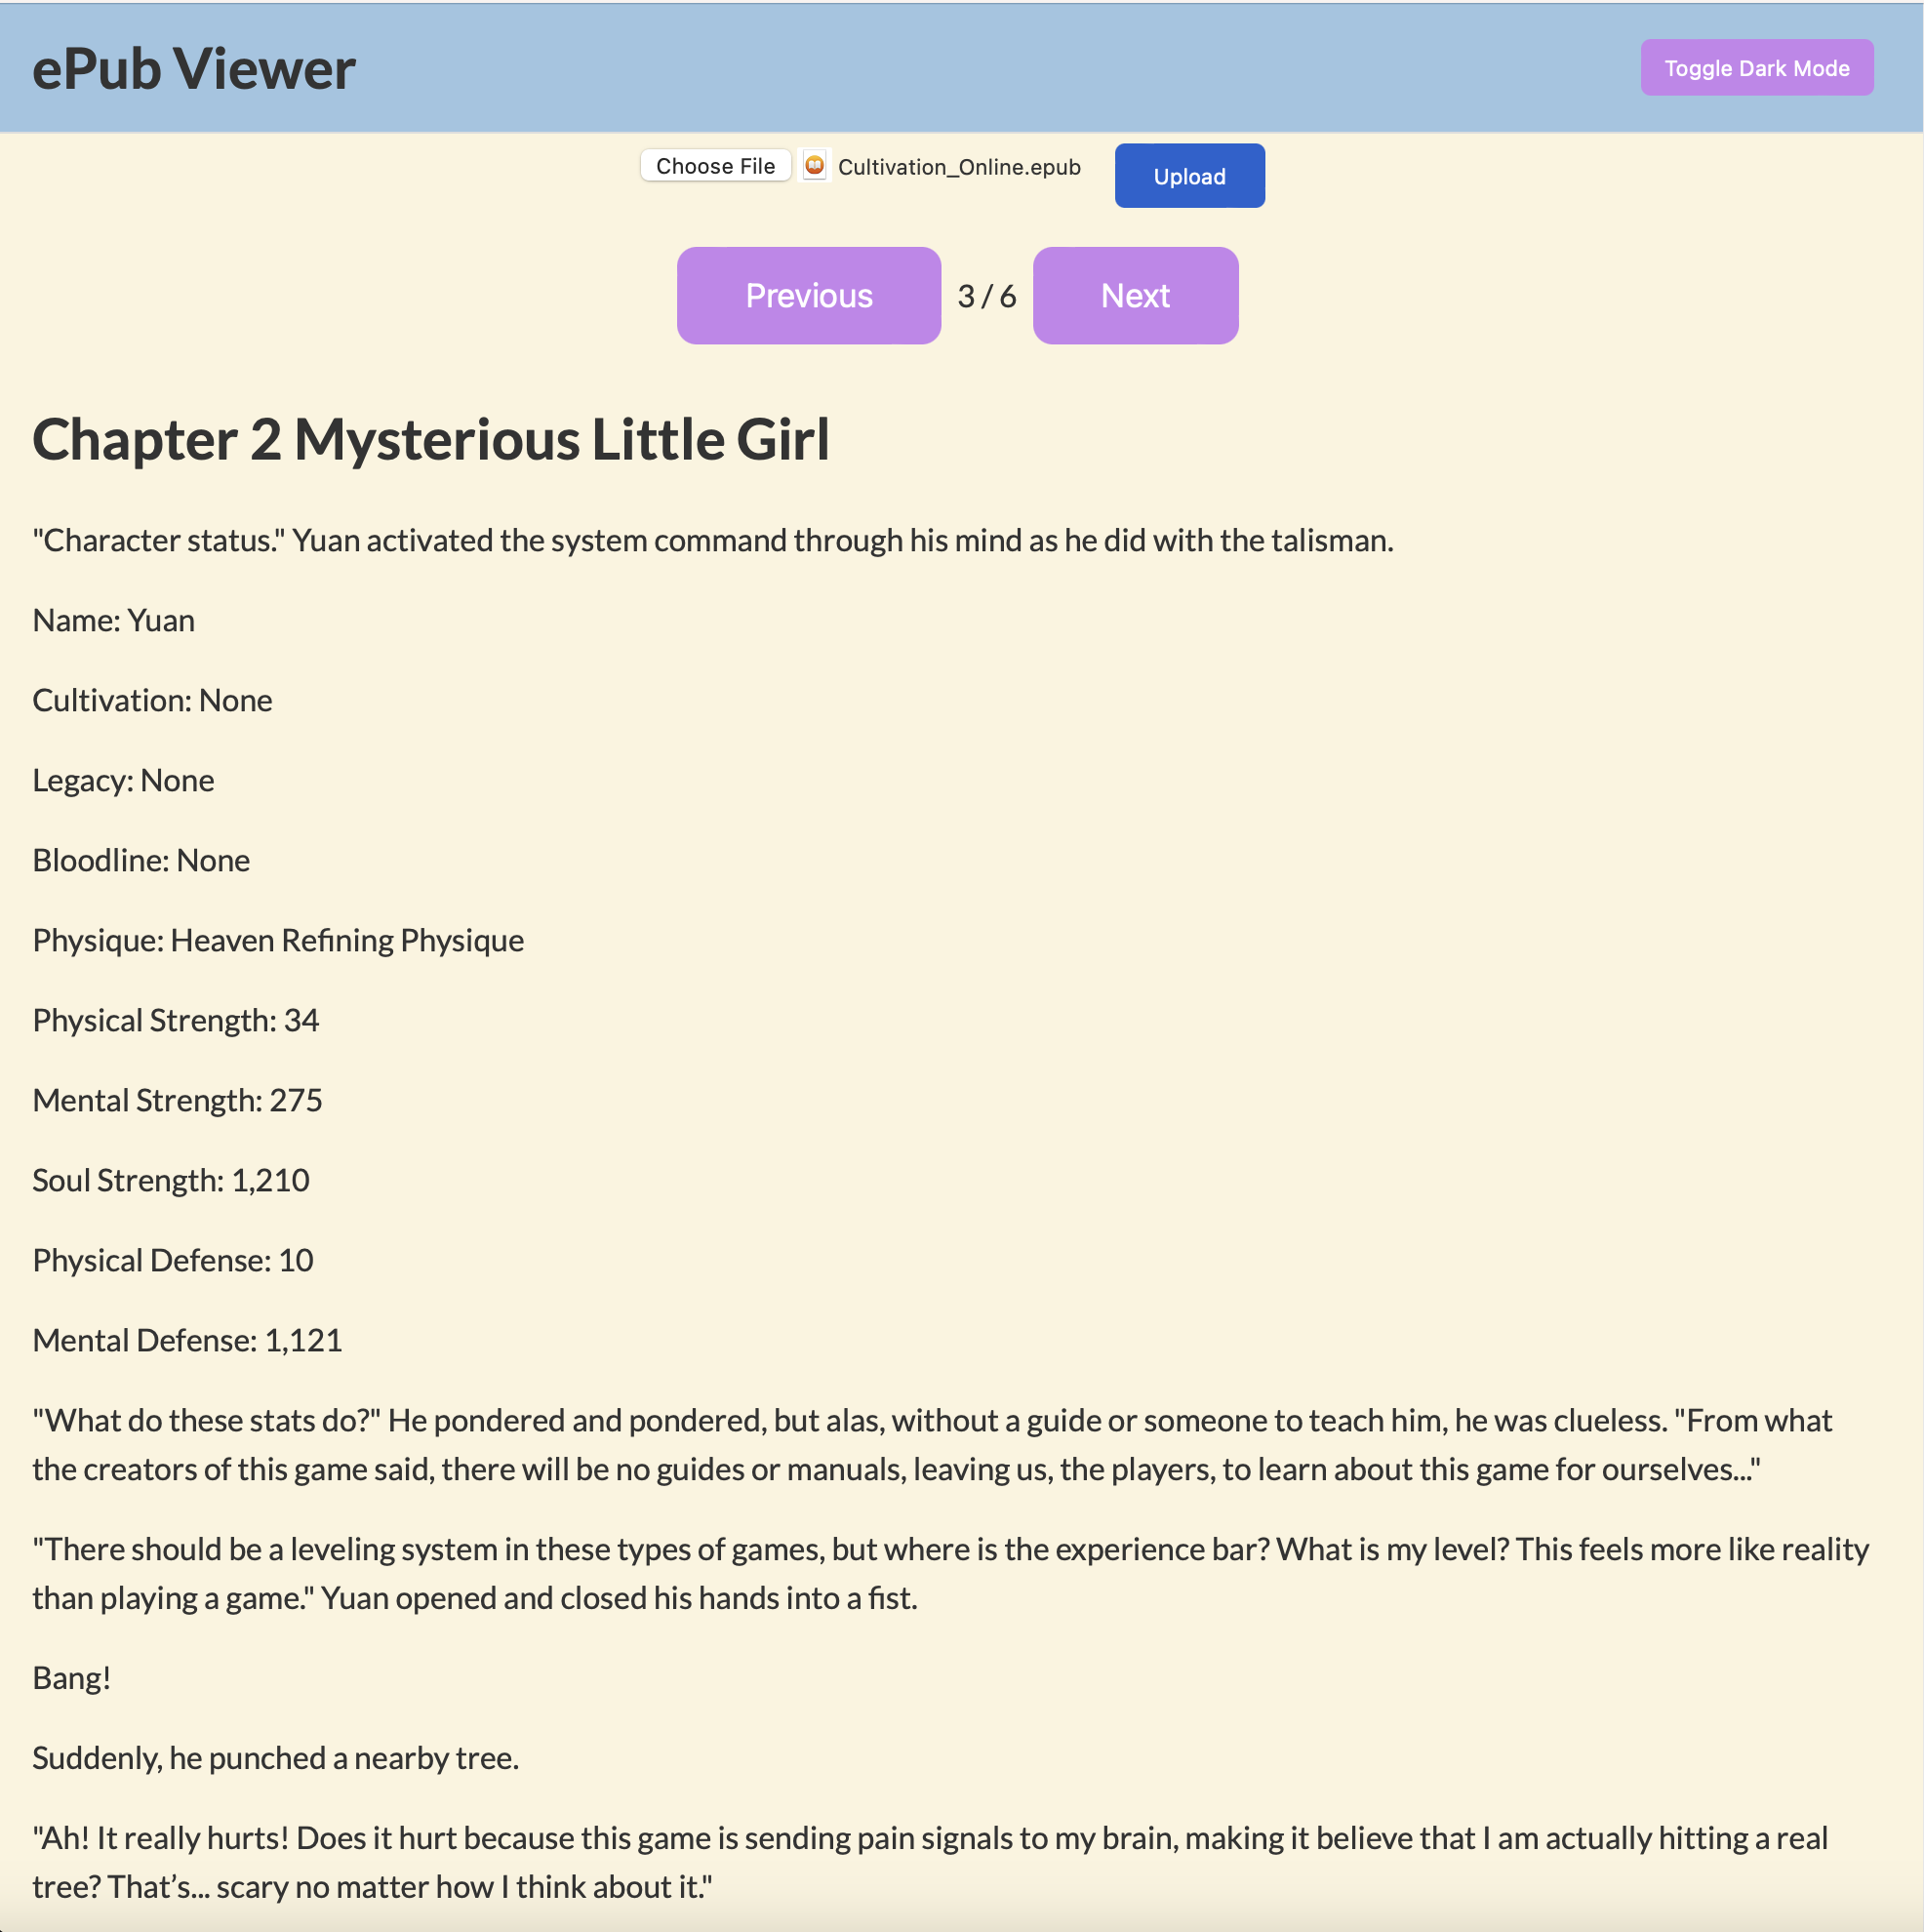 ePub Viewer
Toggle Dark Mode
Choose File Cultivation_Online.epub Upload
Previous 3 / 6 Next
Chapter 2 Mysterious Little Girl
"Character status." Yuan activated the system command through his mind as he did with the talisman.
Name: Yuan
Cultivation: None
Legacy: None
Bloodline: None
Physique: Heaven Refining Physique
Physical Strength: 34
Mental Strength: 275
Soul Strength: 1,210
Physical Defense: 10
Mental Defense: 1,121
"What do these stats do?" He pondered and pondered, but alas, without a guide or someone to teach him, he was clueless. "From what
the creators of this game said, there will be no guides or manuals, leaving us, the players, to learn about this game for ourselves..."
"There should be a leveling system in these types of games, but where is the experience bar? What is my level? This feels more like reality
than playing a game." Yuan opened and closed his hands into a fist.
Bang!
Suddenly, he punched a nearby tree.
"Ah! It really hurts! Does it hurt because this game is sending pain signals to my brain, making it believe that I am actually hitting a real
tree? That’s... scary no matter how I think about it."